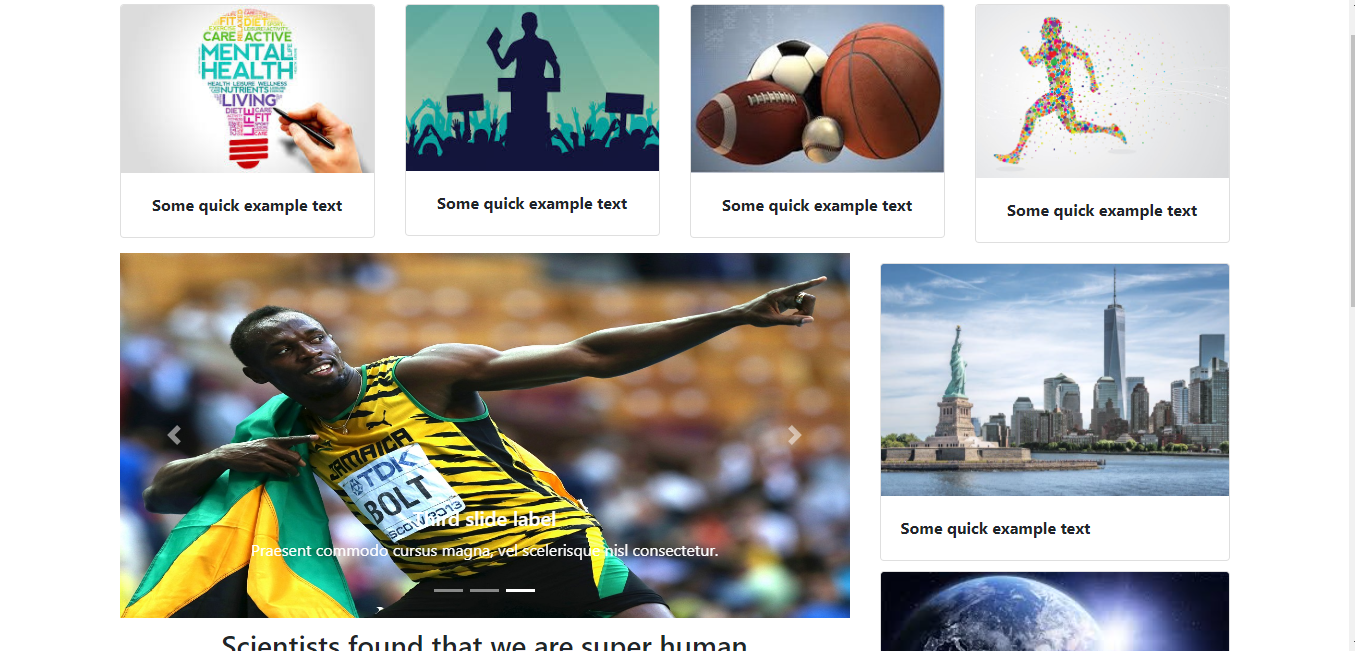 FIT DIET
CARE ACTIVE
MENTAL
HEALTH
HEALTH LEISURE WELLNESS
NUTRIENTS
LIVING
DIET
LIFE
CARE
FIT
Some quick example text
Some quick example text
Some quick example text
Some quick example text
JAMAICA
TDK
BOLT
Third slide label
Praesent commodo cursus magna, vel scelerisque nisl consectetur.
Some quick example text
Scientists found that we are super human